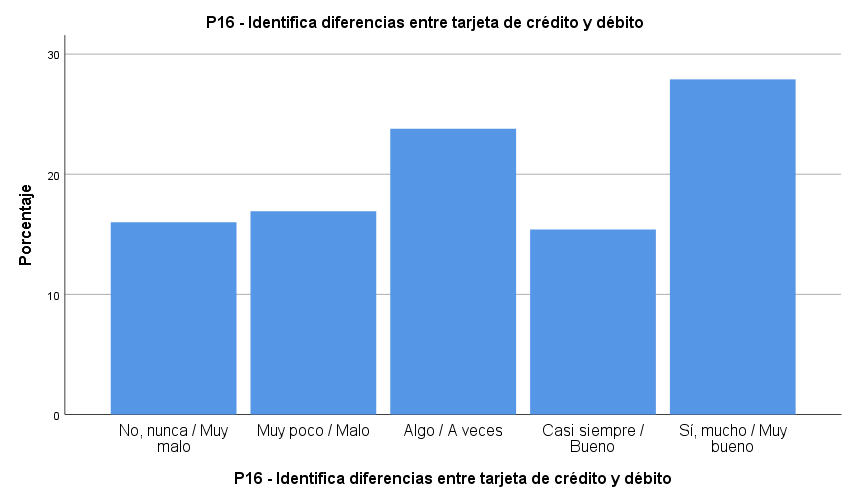 P16 - Identifica diferencias entre tarjeta de crédito y débito
30
20
10
0
Porcentaje
No, nunca / Muy
malo
Muy poco / Malo
Algo / A veces
Casi siempre /
Bueno
Sí, mucho / Muy
bueno
P16 - Identifica diferencias entre tarjeta de crédito y débito